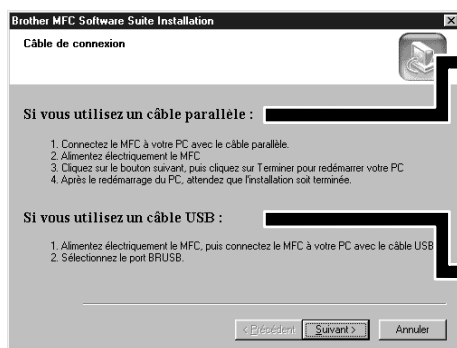 Brother MFC Software Suite Installation
Câble de connexion
Si vous utilisez un câble parallèle :
1. Connectez le MFC à votre PC avec le câble parallèle.
2. Alimentez électriquement le MFC
3. Cliquez sur le bouton suivant, puis cliquez sur Terminer pour redémarrer votre PC
4. Après le redémarrage du PC, attendez que l'installation soit terminée.
Si vous utilisez un câble USB :
1. Alimentez électriquement le MFC, puis connectez le MFC à votre PC avec le câble USB
2. Sélectionnez le port BRUSB.
< Précédent Suivant > Annuler